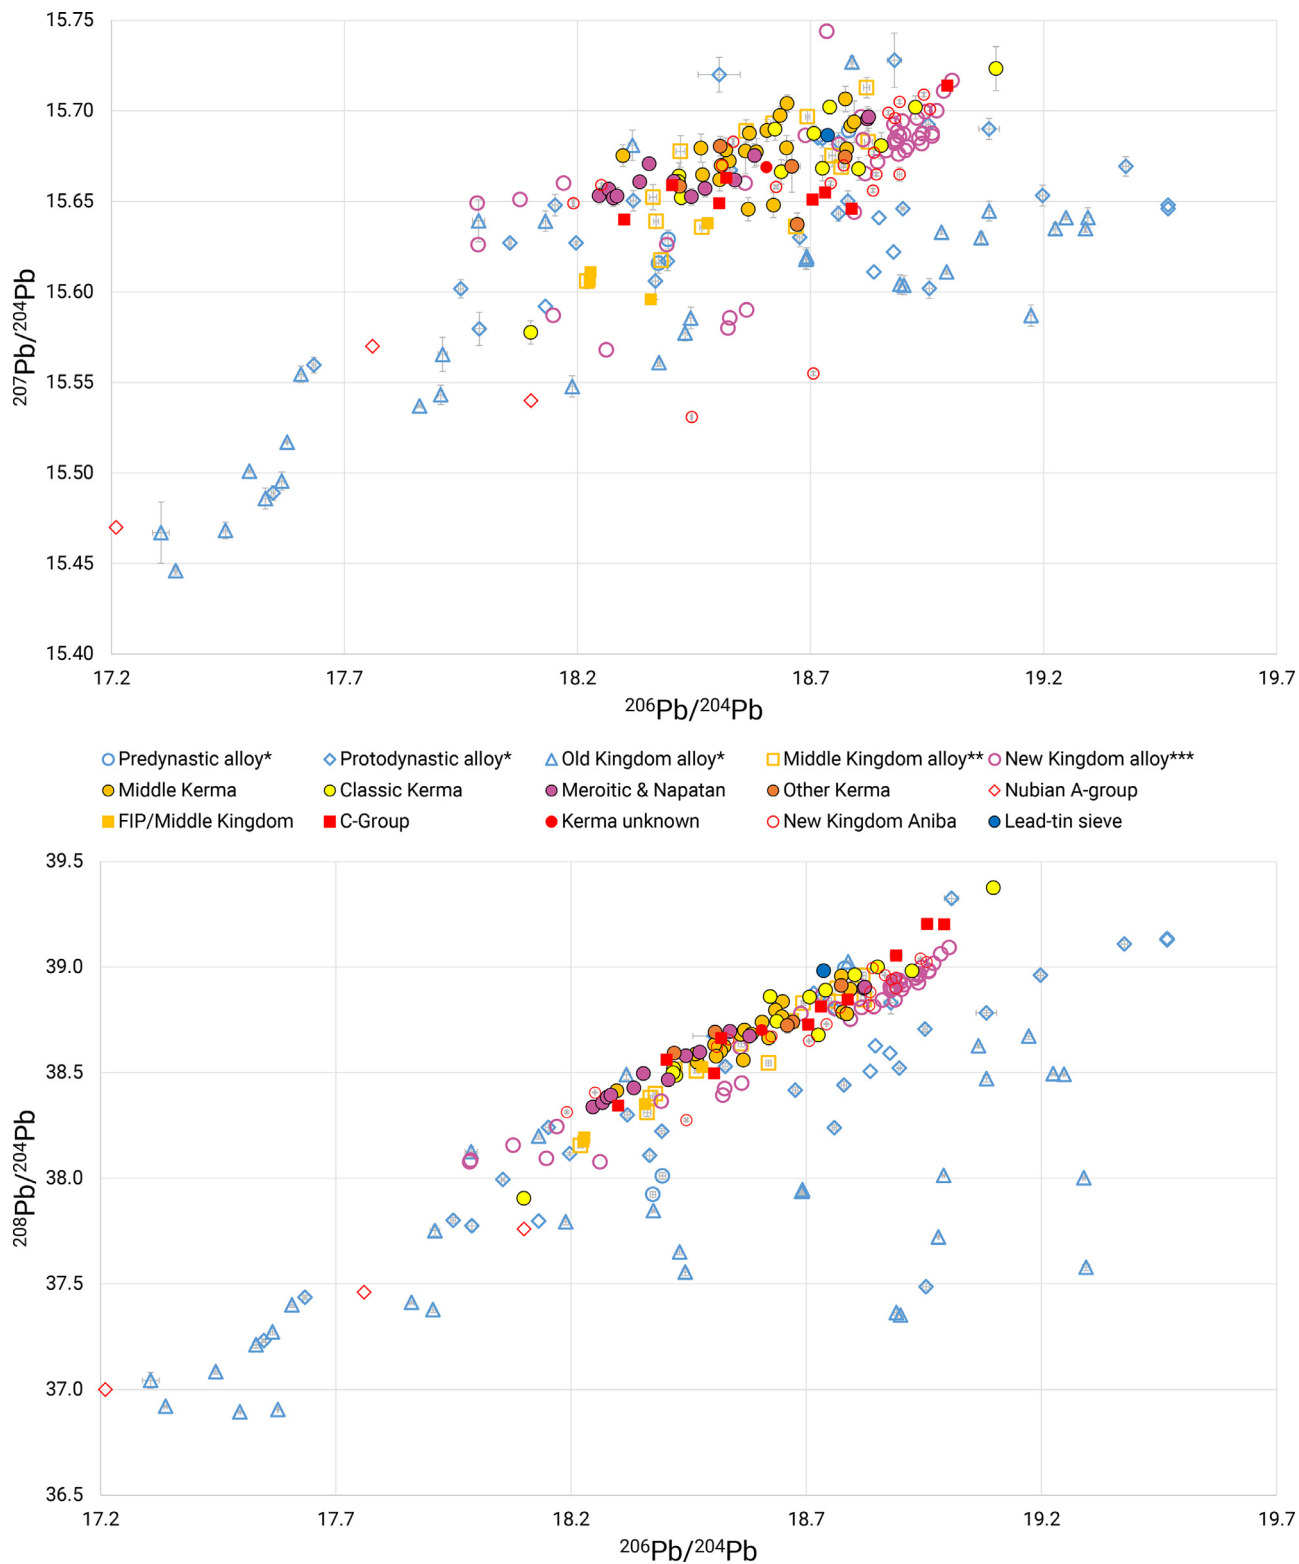 15.75
15.70
15.65
15.60
15.55
15.50
15.45
15.40
207Pb/204Pb
17.2 17.7 18.2 18.7 19.2 19.7
206Pb/204Pb
Predynastic alloy* Protodynastic alloy* Old Kingdom alloy* Middle Kingdom alloy** New Kingdom alloy***
Middle Kerma Classic Kerma Meroitic & Napatan Other Kerma Nubian A-group
FIP/Middle Kingdom C-Group Kerma unknown New Kingdom Aniba Lead-tin sieve
39.5
39.0
38.5
38.0
37.5
37.0
36.5
208Pb/204Pb
17.2 17.7 18.2 18.7 19.2 19.7
206Pb/204Pb